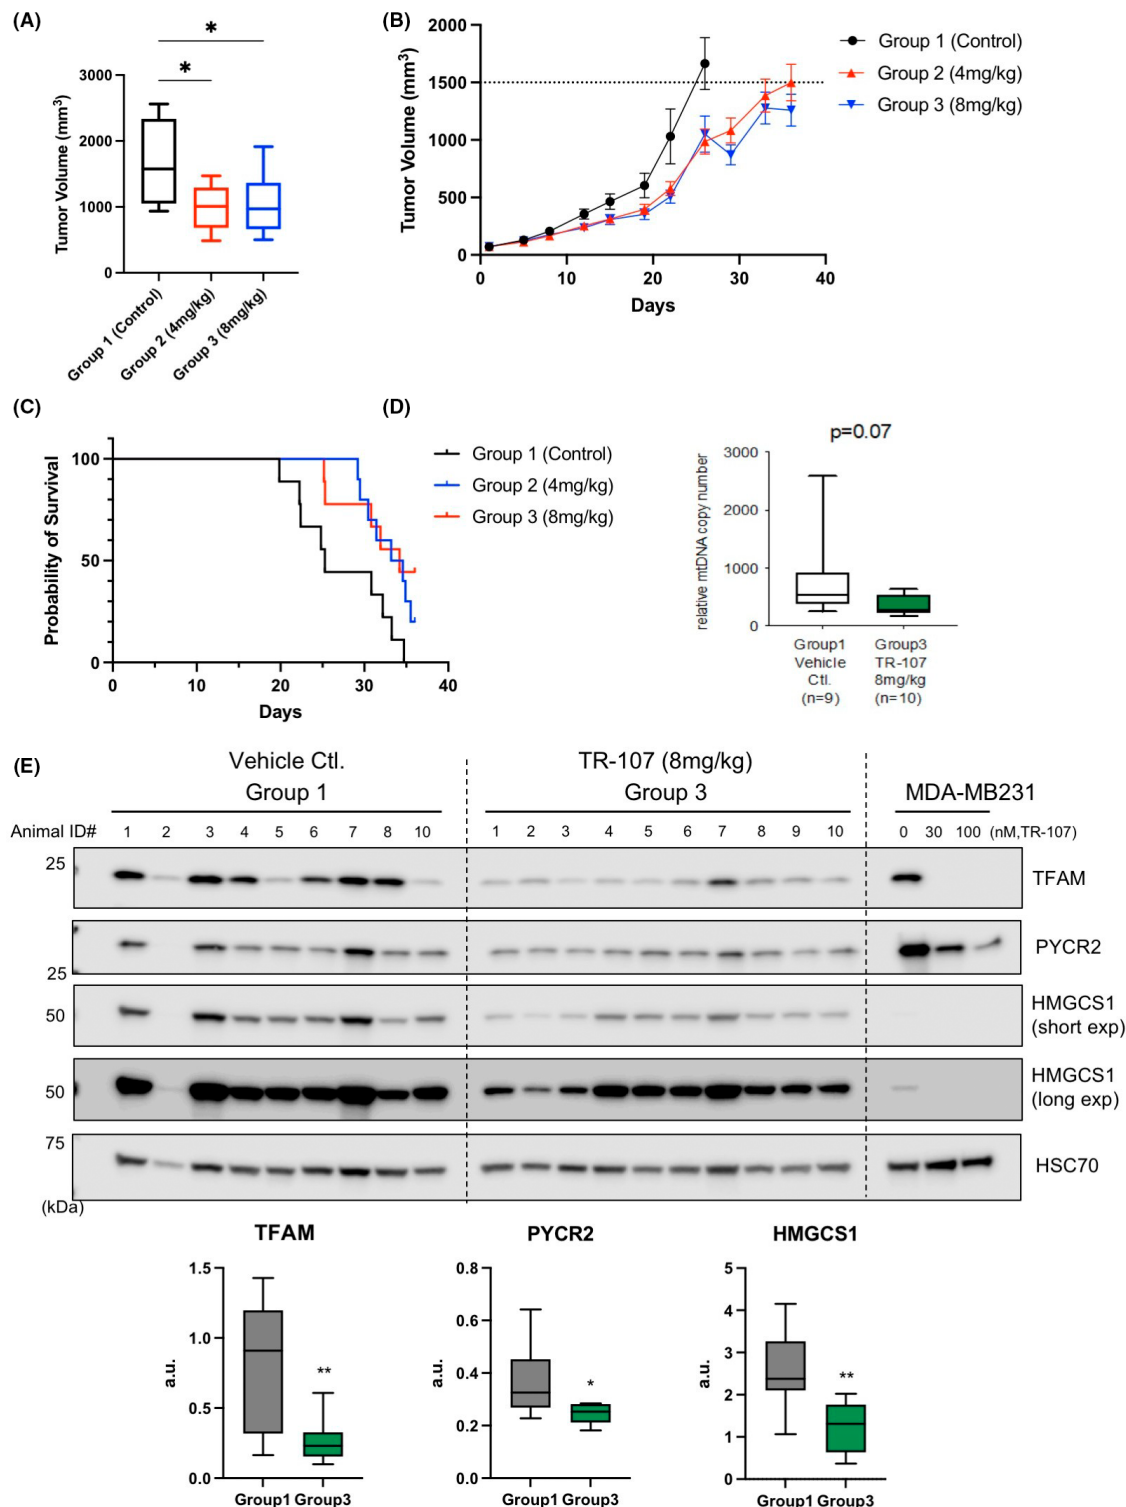 (A)
Tumor Volume (mm³)
3000
2000
1000
0
*
*
Group 1 (Control)
Group 2 (4mg/kg)
Group 3 (8mg/kg)
(B)
Tumor Volume (mm³)
2000
1500
1000
500
0
0 10 20 30 40
Days
Group 1 (Control)
Group 2 (4mg/kg)
Group 3 (8mg/kg)
(C)
Probability of Survival
100
50
0
0 10 20 30 40
Days
Group 1 (Control)
Group 2 (4mg/kg)
Group 3 (8mg/kg)
(D)
p=0.07
relative mtDNA copy number
3000
2000
1000
0
Group1
Vehicle
Ctl.
(n=9)
Group3
TR-107
8mg/kg
(n=10)
(E)
Vehicle Ctl.
Group 1
TR-107 (8mg/kg)
Group 3
MDA-MB231
Animal ID# 1 2 3 4 5 6 7 8 10 1 2 3 4 5 6 7 8 9 10 0 30 100 (nM,TR-107)
25
TFAM
PYCR2
25
50
HMGCS1
(short exp)
50
HMGCS1
(long exp)
75
HSC70
(kDa)
TFAM
a.u.
1.5
1.0
0.5
0.0
**
Group1 Group3
PYCR2
a.u.
0.8
0.6
0.4
0.2
0.0
*
Group1 Group3
HMGCS1
a.u.
5
4
3
2
1
0
**
Group1 Group3